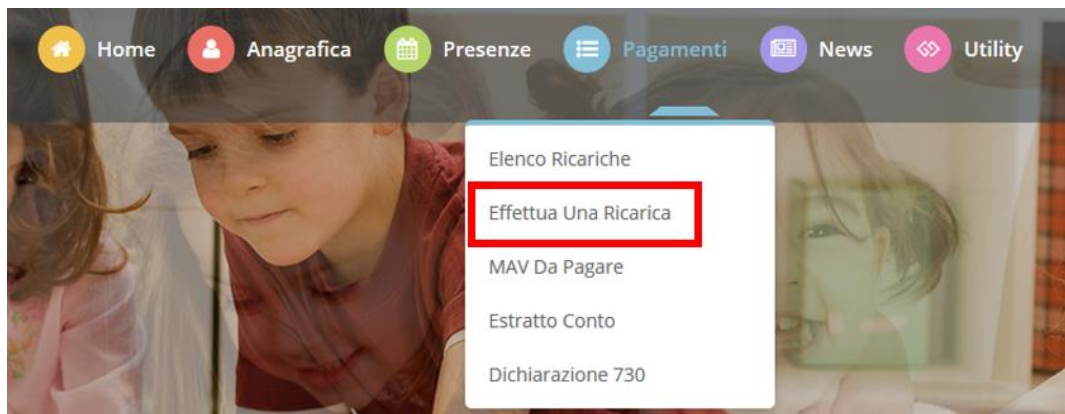 Home Anagrafica Presenze Pagamenti News Utility
Elenco Ricariche
Effettua Una Ricarica
MAV Da Pagare
Estratto Conto
Dichiarazione 730